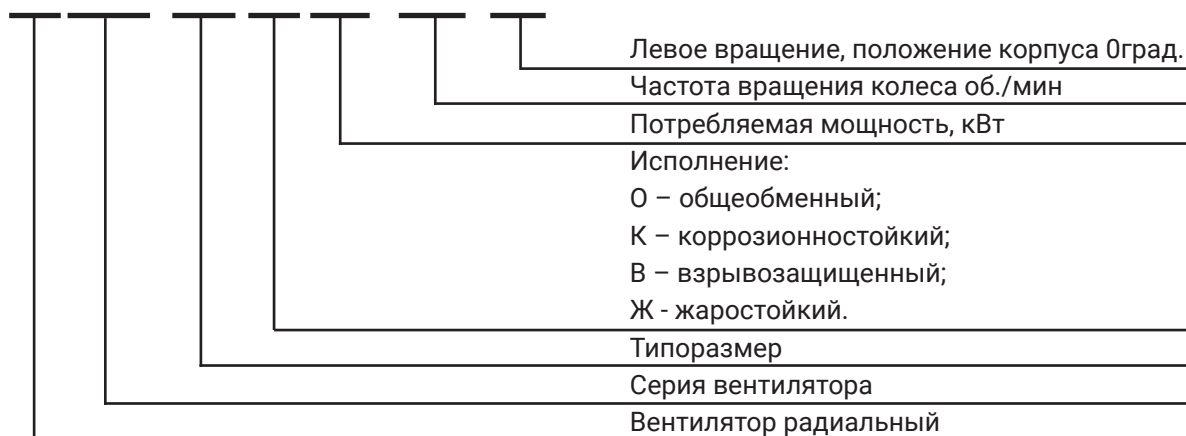 Левое вращение, положение корпуса 0град.
Частота вращения колеса об./мин
Потребляемая мощность, кВт
Исполнение:
О – общеобменный;
К – коррозионностойкий;
В – взрывозащищенный;
Ж - жаростойкий.
Типоразмер
Серия вентилятора
Вентилятор радиальный